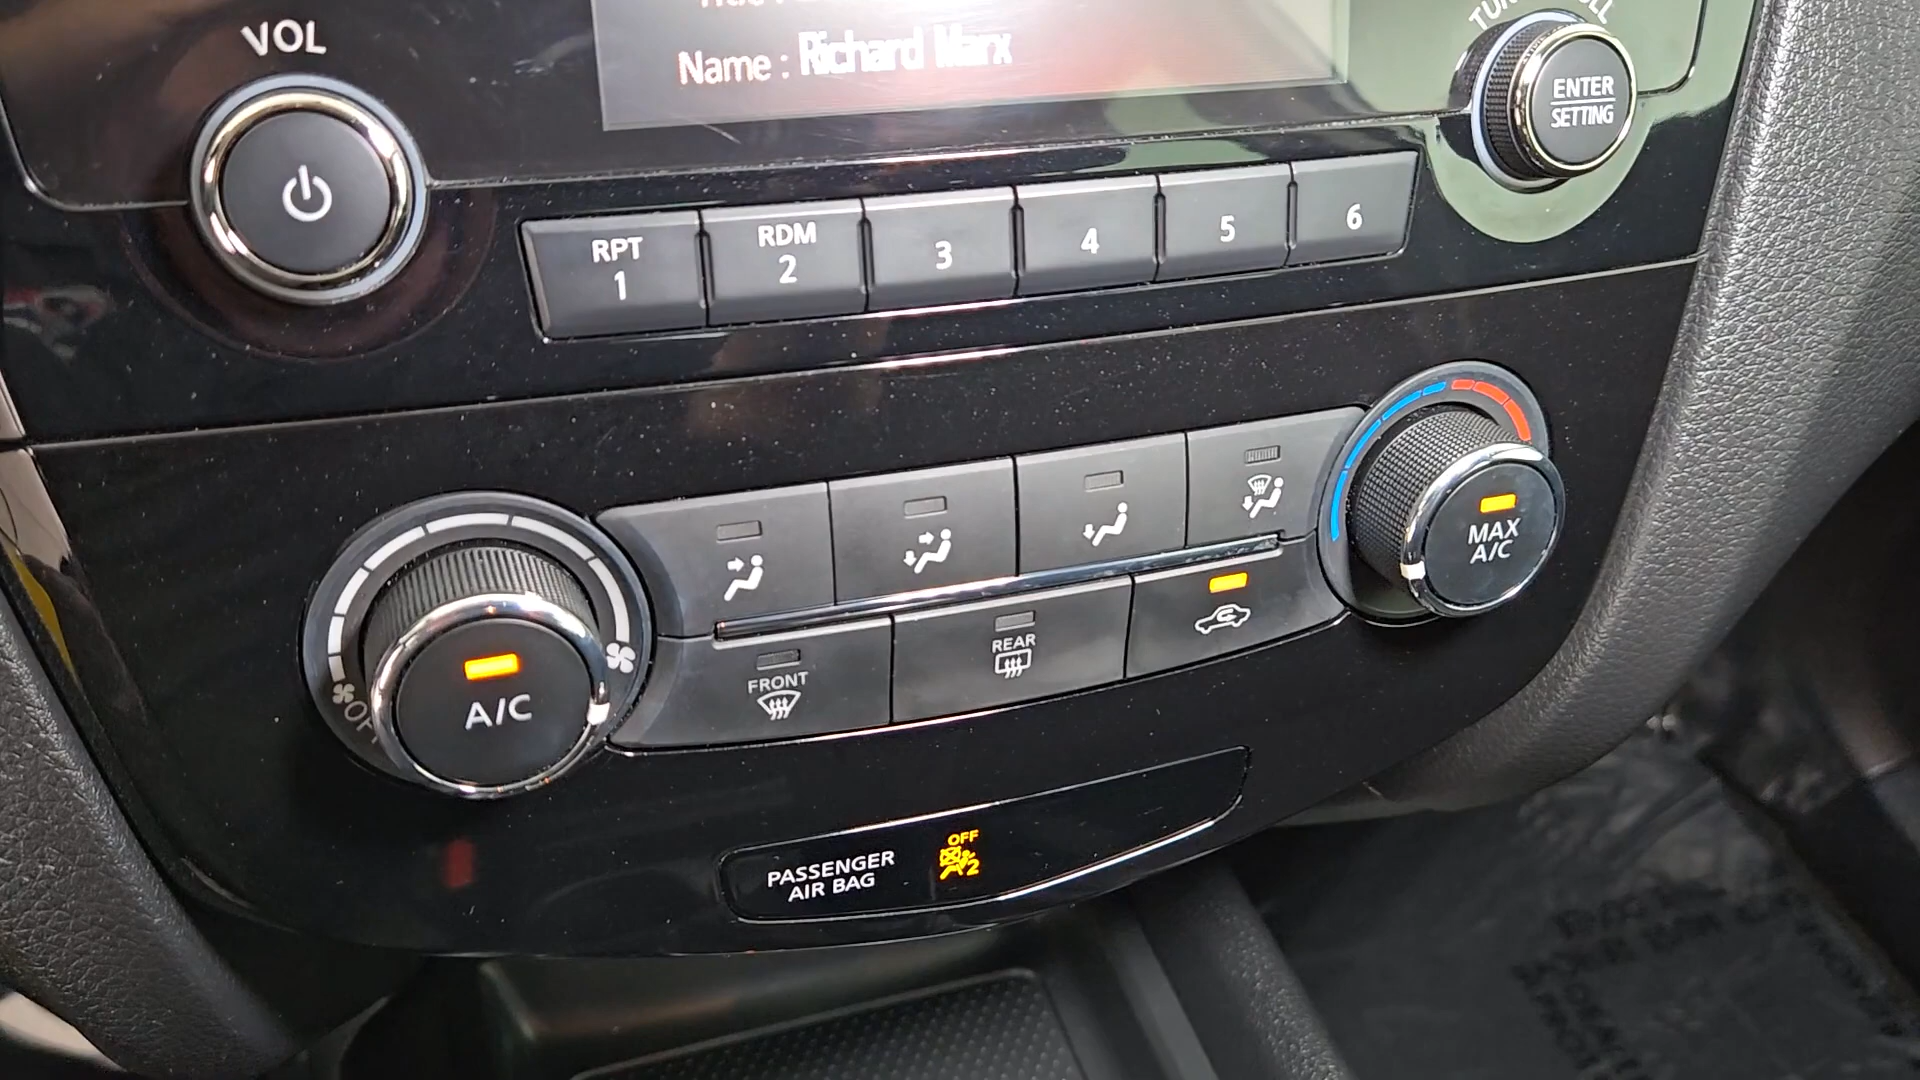 VOL
Name : Richard Marx
ENTER
SETTING
RPT
1
RDM
2
3
4
5
6
MAX
A/C
A/C
OFF
FRONT
REAR
PASSENGER
AIR BAG
OFF
2